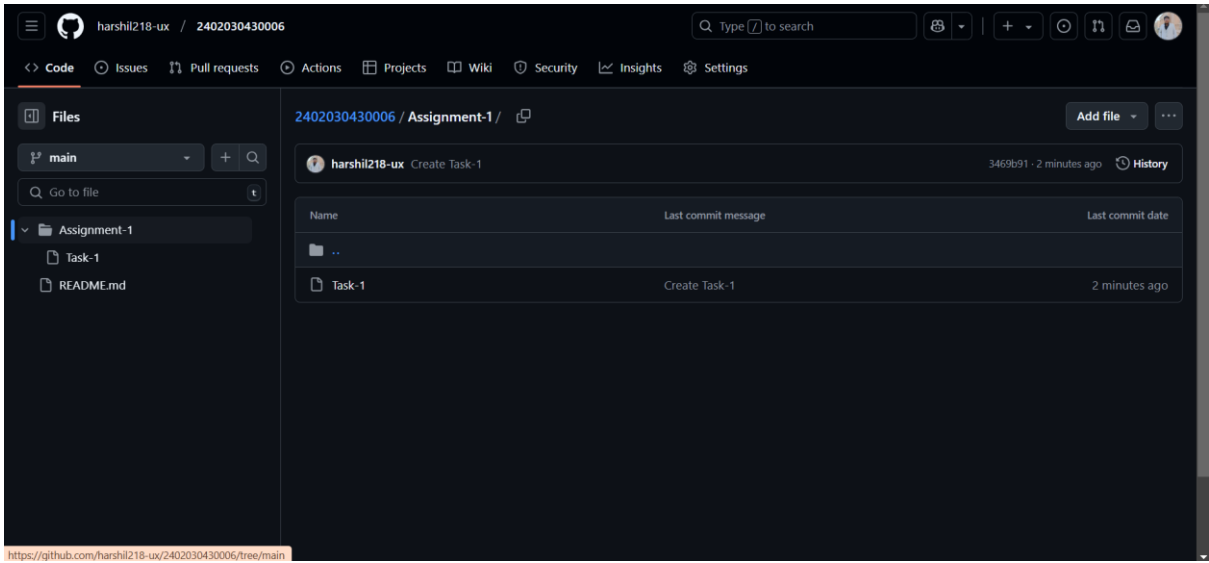 harshil218-ux / 2402030430006
Type / to search
Code Issues Pull requests Actions Projects Wiki Security Insights Settings
Files
main
Go to file t
Assignment-1
Task-1
README.md
2402030430006 / Assignment-1 /
Add file
harshil218-ux Create Task-1 3469b91 · 2 minutes ago History
Name Last commit message Last commit date
..
Task-1 Create Task-1 2 minutes ago
https://github.com/harshil218-ux/2402030430006/tree/main